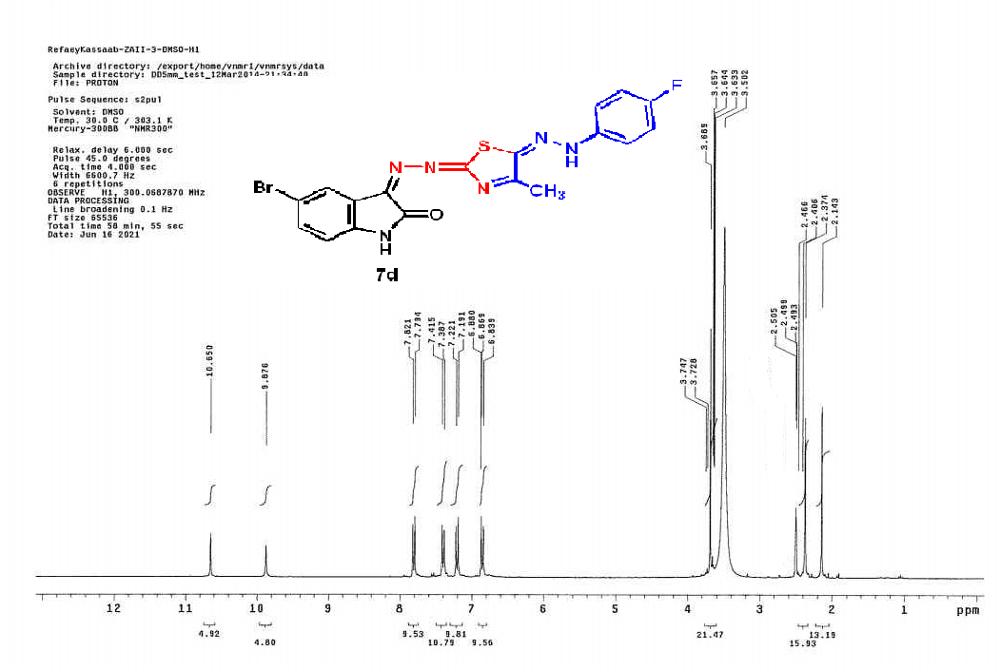 RefaeyKassaab-ZAII-3-DMSO-H1
Archive directory: /export/home/vnmr1/vnmrsys/data
Sample directory: DD5mm_test_12Mar2014-21:34:40
File: PROTON
Pulse Sequence: s2pul
Solvent: DMSO
Temp. 30.0 C / 303.1 K
Mercury-300BB "NMR300"
Relax. delay 6.000 sec
Pulse 45.0 degrees
Acq. time 4.000 sec
Width 6600.7 Hz
6 repetitions
OBSERVE H1, 300.0687870 MHz
DATA PROCESSING
Line broadening 0.1 Hz
FT size 65536
Total time 58 min, 55 sec
Date: Jun 16 2021
F
S
N
N
H
N
N
N
CH3
Br
O
N
H
7d
10.650
9.876
7.821
7.794
7.415
7.387
7.221
7.191
6.880
6.869
6.839
3.747
3.728
3.689
3.657
3.644
3.633
3.502
2.505
2.499
2.493
2.466
2.406
2.374
2.143
12 11 10 9 8 7 6 5 4 3 2 1 ppm
4.92
4.80
9.53
10.79
9.81
9.56
21.47
15.93
13.19